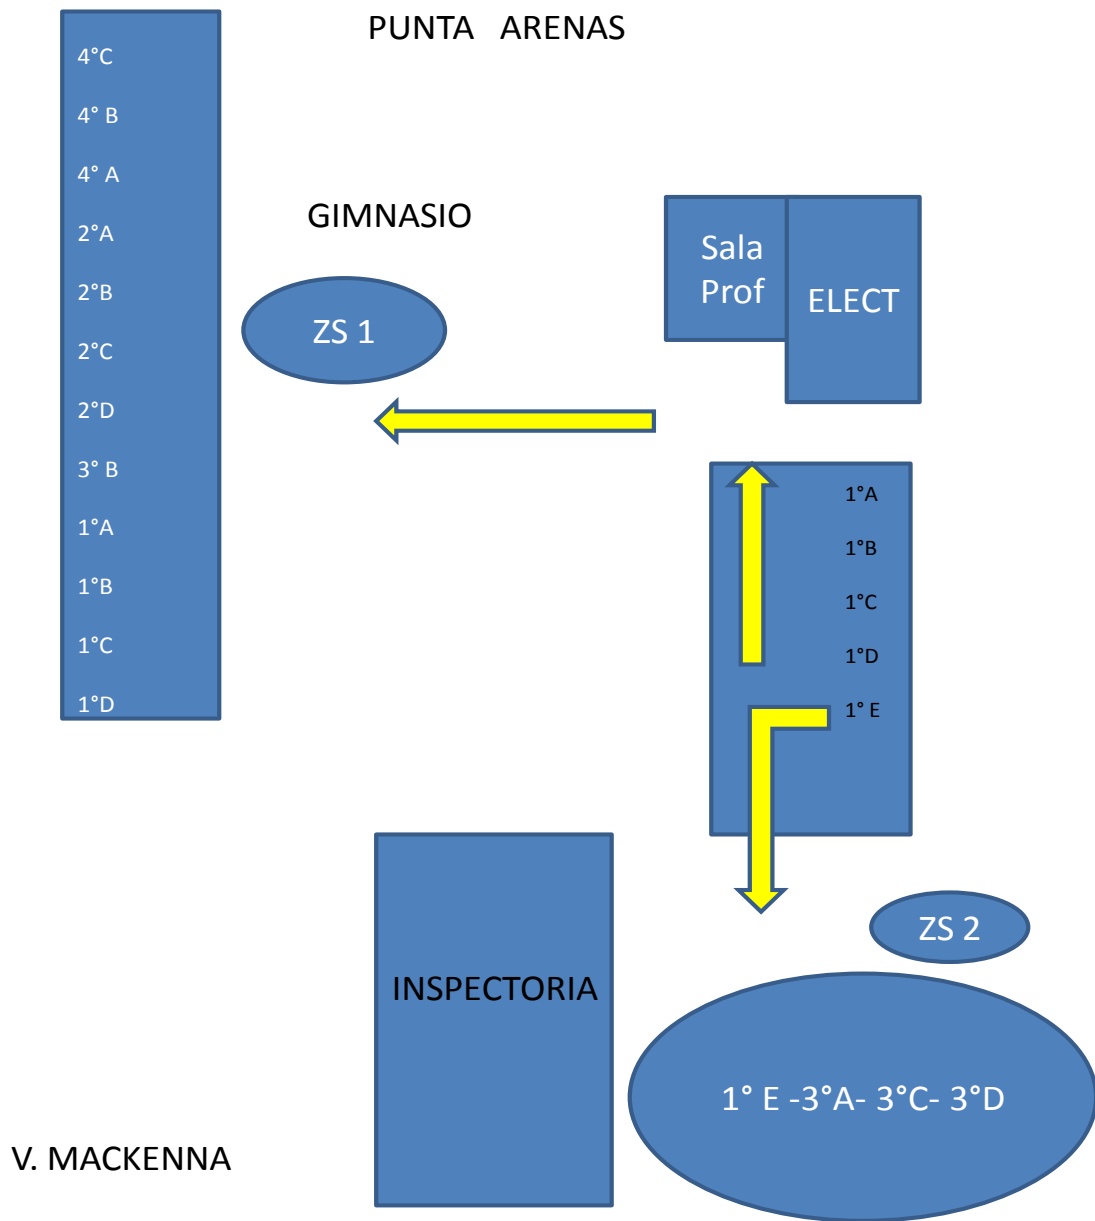 PUNTA ARENAS
4°C
4° B
4° A
2°A
2°B
2°C
2°D
3° B
1°A
1°B
1°C
1°D
GIMNASIO
ZS 1
Sala
Prof
ELECT
1°A
1°B
1°C
1°D
1° E
INSPECTORIA
ZS 2
1° E -3°A- 3°C- 3°D
V. MACKENNA